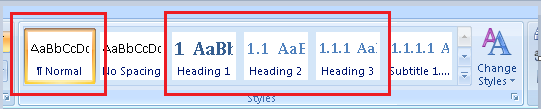 AaBbCcDc AaBbCcDc 1 AaBb 1.1 AaB 1.1.1 Aa 1.1.1.1 A
¶ Normal No Spacing Heading 1 Heading 2 Heading 3 Subtitle 1.... Change Styles
Styles